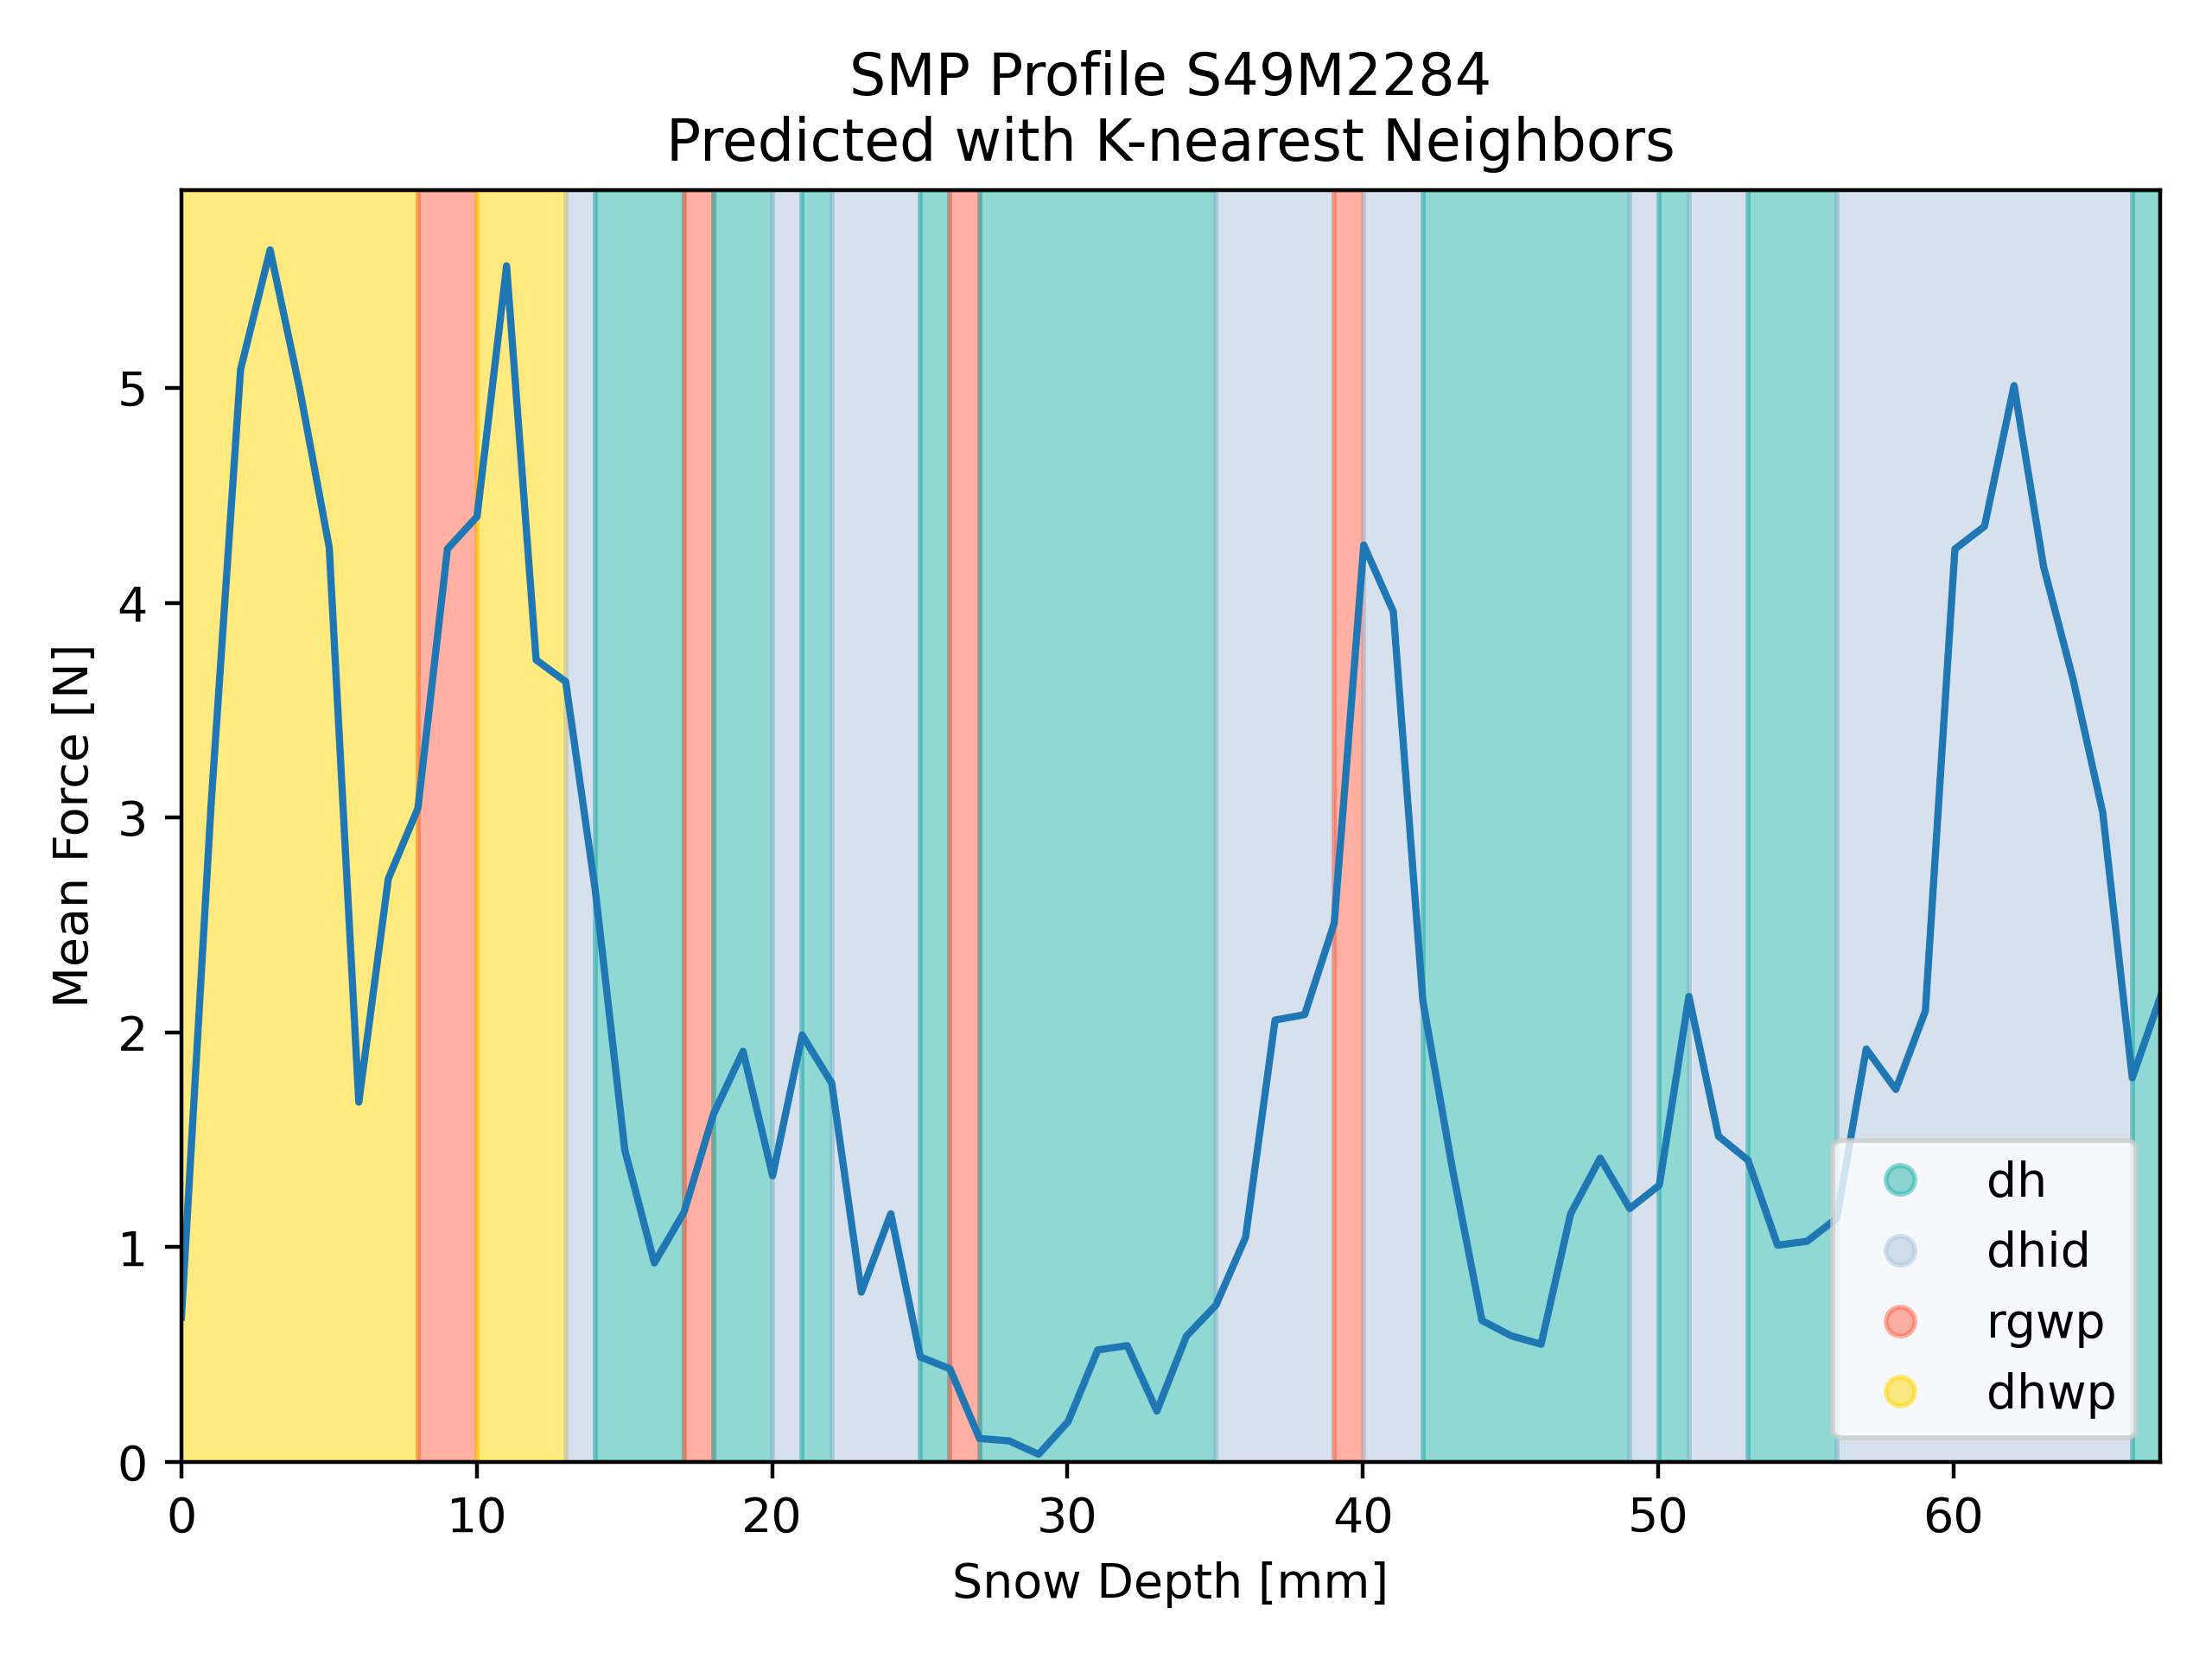 SMP Profile S49M2284
Predicted with K-nearest Neighbors
Mean Force [N]
5
4
3
2
1
0
0 10 20 30 40 50 60
Snow Depth [mm]
dh
dhid
rgwp
dhwp